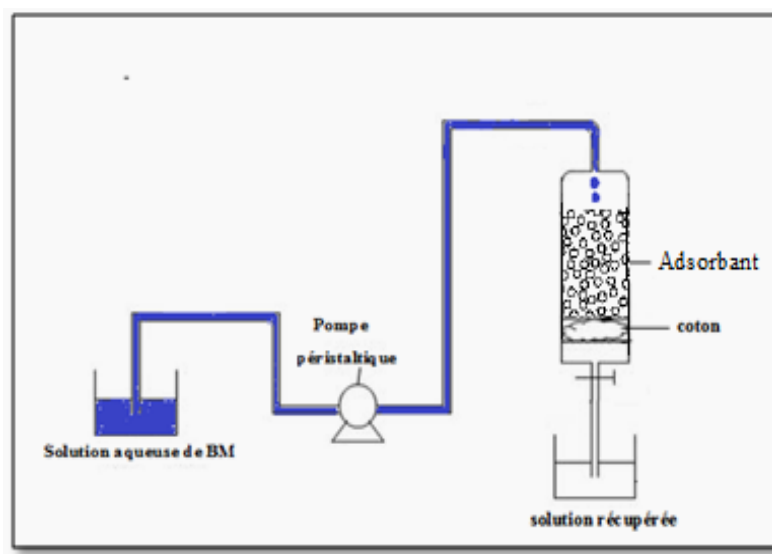 Adsorbant
coton
Pompe
péristaltique
Solution aqueuse de BM
solution récupérée